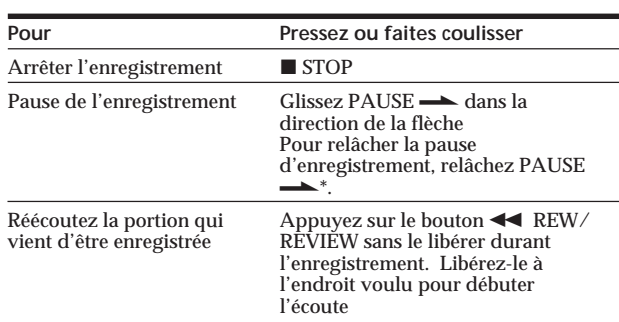 Pour Pressez ou faites coulisser
Arrêter l'enregistrement ■ STOP
Pause de l'enregistrement Glissez PAUSE ➞ dans la
direction de la flèche
Pour relâcher la pause
d'enregistrement, relâchez PAUSE
➞*.
Réécoutez la portion qui Appuyez sur le bouton ◀◀ REW/
vient d'être enregistrée REVIEW sans le libérer durant
l'enregistrement. Libérez-le à
l'endroit voulu pour débuter
l'écoute